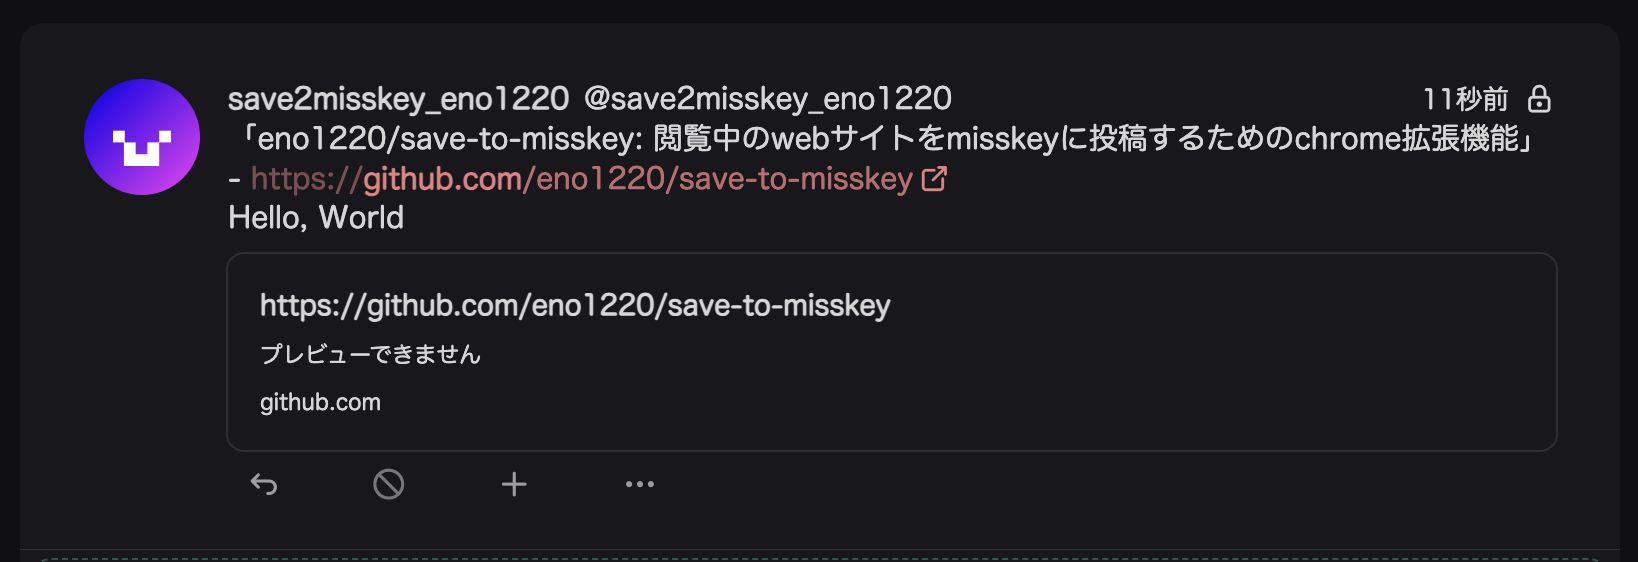 save2misskey_eno1220 @save2misskey_eno1220 11秒前
「eno1220/save-to-misskey: 閲覧中のwebサイトをmisskeyに投稿するためのchrome拡張機能」
- https://github.com/eno1220/save-to-misskey
Hello, World
https://github.com/eno1220/save-to-misskey
プレビューできません
github.com